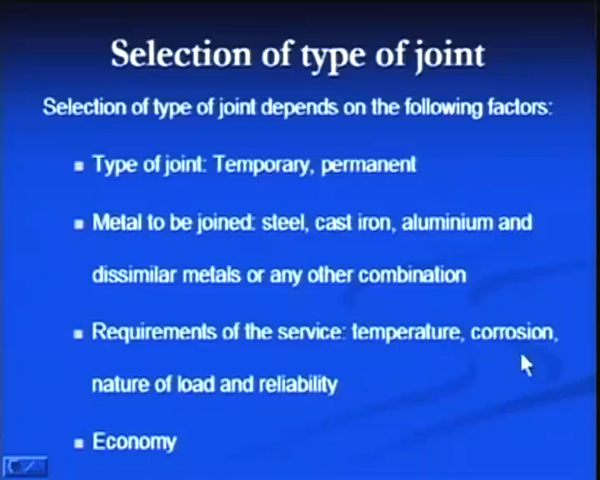 Selection of type of joint
Selection of type of joint depends on the following factors:
Type of joint: Temporary, permanent
Metal to be joined: steel, cast iron, aluminium and
dissimilar metals or any other combination
Requirements of the service: temperature, corrosion,
nature of load and reliability
Economy